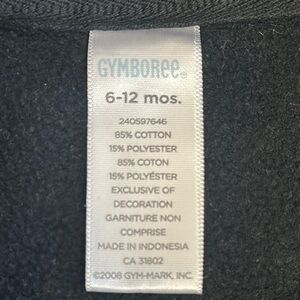 GYMBOREE®
6-12 mos.
240597646
85% COTTON
15% POLYESTER
85% COTON
15% POLYÉSTER
EXCLUSIVE OF
DECORATION
GARNITURE NON
COMPRISE
MADE IN INDONESIA
CA 31802
©2008 GYM-MARK, INC.